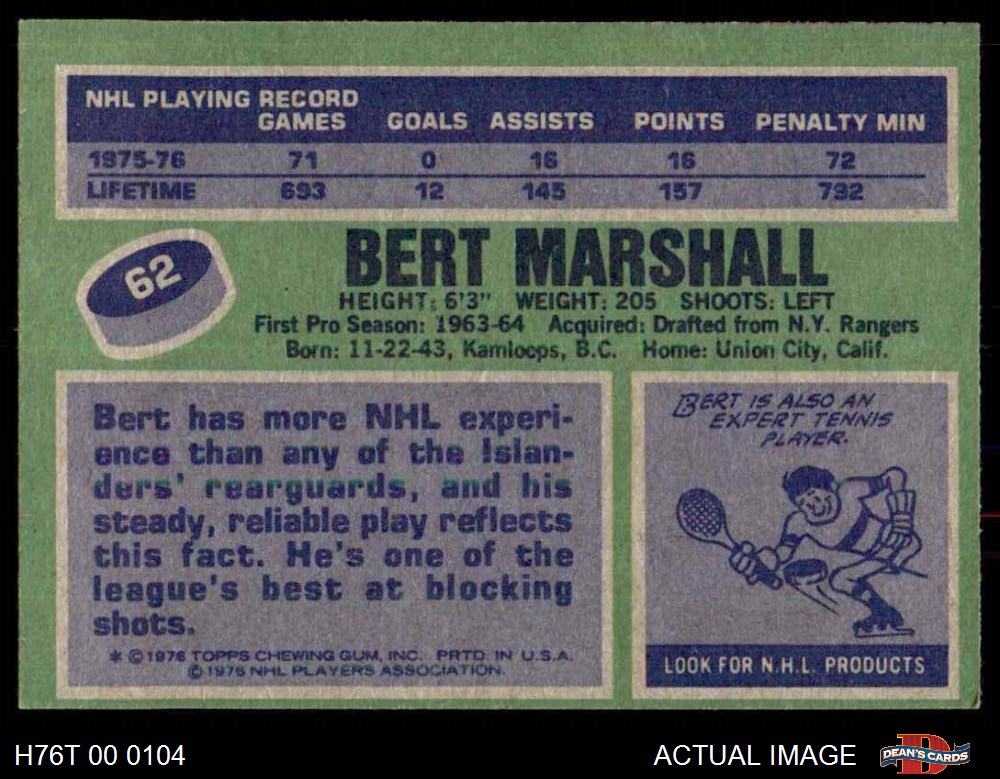 NHL PLAYING RECORD
GAMES GOALS ASSISTS POINTS PENALTY MIN
1975-76 71 0 16 16 72
LIFETIME 693 12 145 157 792
62
BERT MARSHALL
HEIGHT: 6'3" WEIGHT: 205 SHOOTS: LEFT
First Pro Season: 1963-64 Acquired: Drafted from N.Y. Rangers
Born: 11-22-43, Kamloops, B.C. Home: Union City, Calif.
Bert has more NHL experi-
ence than any of the Islan-
ders' rearguards, and his
steady, reliable play reflects
this fact. He's one of the
league's best at blocking
shots.
* © 1976 TOPPS CHEWING GUM, INC. PRTD IN U.S.A.
© 1976 NHL PLAYERS ASSOCIATION.
BERT IS ALSO AN
EXPERT TENNIS
PLAYER.
LOOK FOR N.H.L. PRODUCTS
H76T 00 0104
ACTUAL IMAGE
D
DEAN'S CARDS